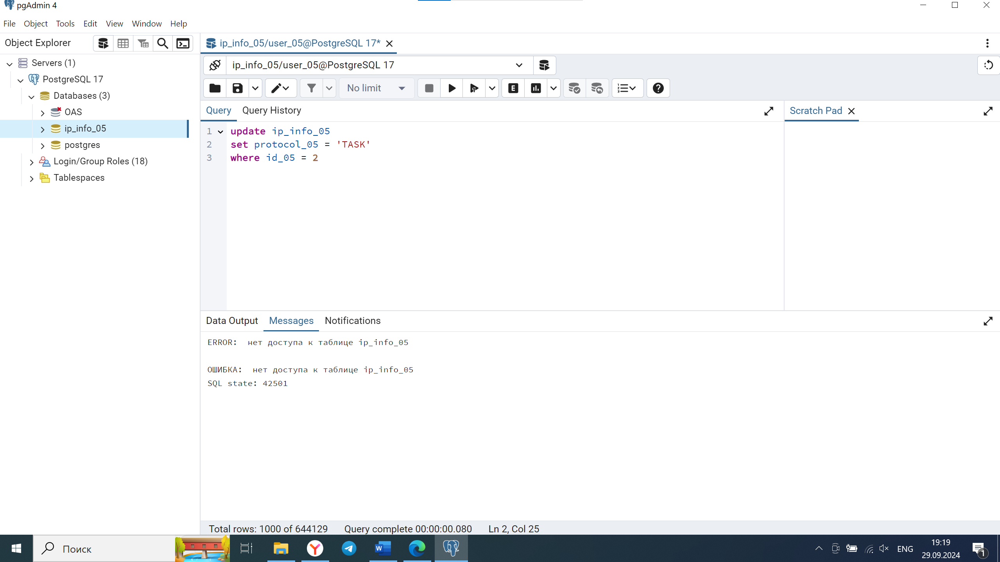 pgAdmin 4
File Object Tools Edit View Window Help
Object Explorer
Servers (1)
PostgreSQL 17
Databases (3)
OAS
ip_info_05
postgres
Login/Group Roles (18)
Tablespaces
ip_info_05/user_05@PostgreSQL 17*
ip_info_05/user_05@PostgreSQL 17
No limit
E
Query Query History
Scratch Pad
1 update ip_info_05
2 set protocol_05 = 'TASK'
3 where id_05 = 2
Data Output Messages Notifications
ERROR: нет доступа к таблице ip_info_05
ОШИБКА: нет доступа к таблице ip_info_05
SQL state: 42501
Total rows: 1000 of 644129 Query complete 00:00:00.080 Ln 2, Col 25
Поиск
ENG
19:19
29.09.2024
1